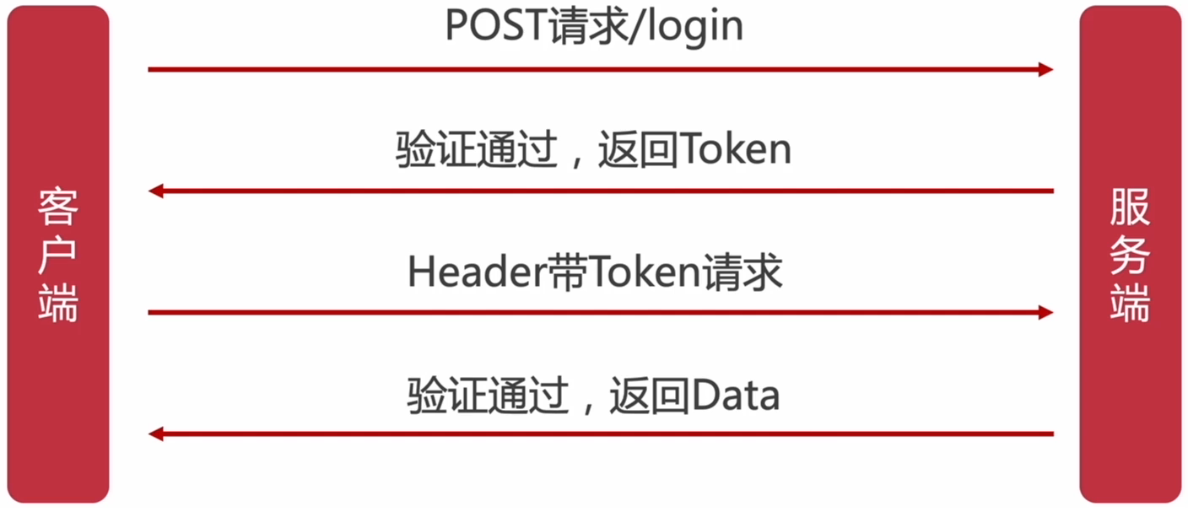 POST请求/login
验证通过，返回Token
客户端
服务端
Header带Token请求
验证通过，返回Data